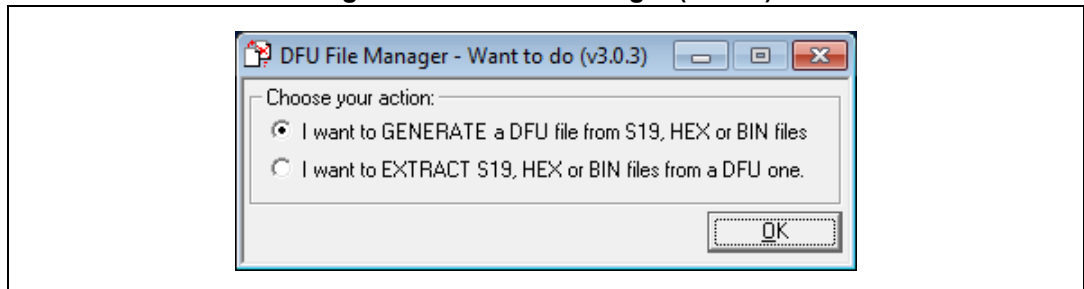 DFU File Manager - Want to do (v3.0.3)
Choose your action:
I want to GENERATE a DFU file from S19, HEX or BIN files
I want to EXTRACT S19, HEX or BIN files from a DFU one.
OK